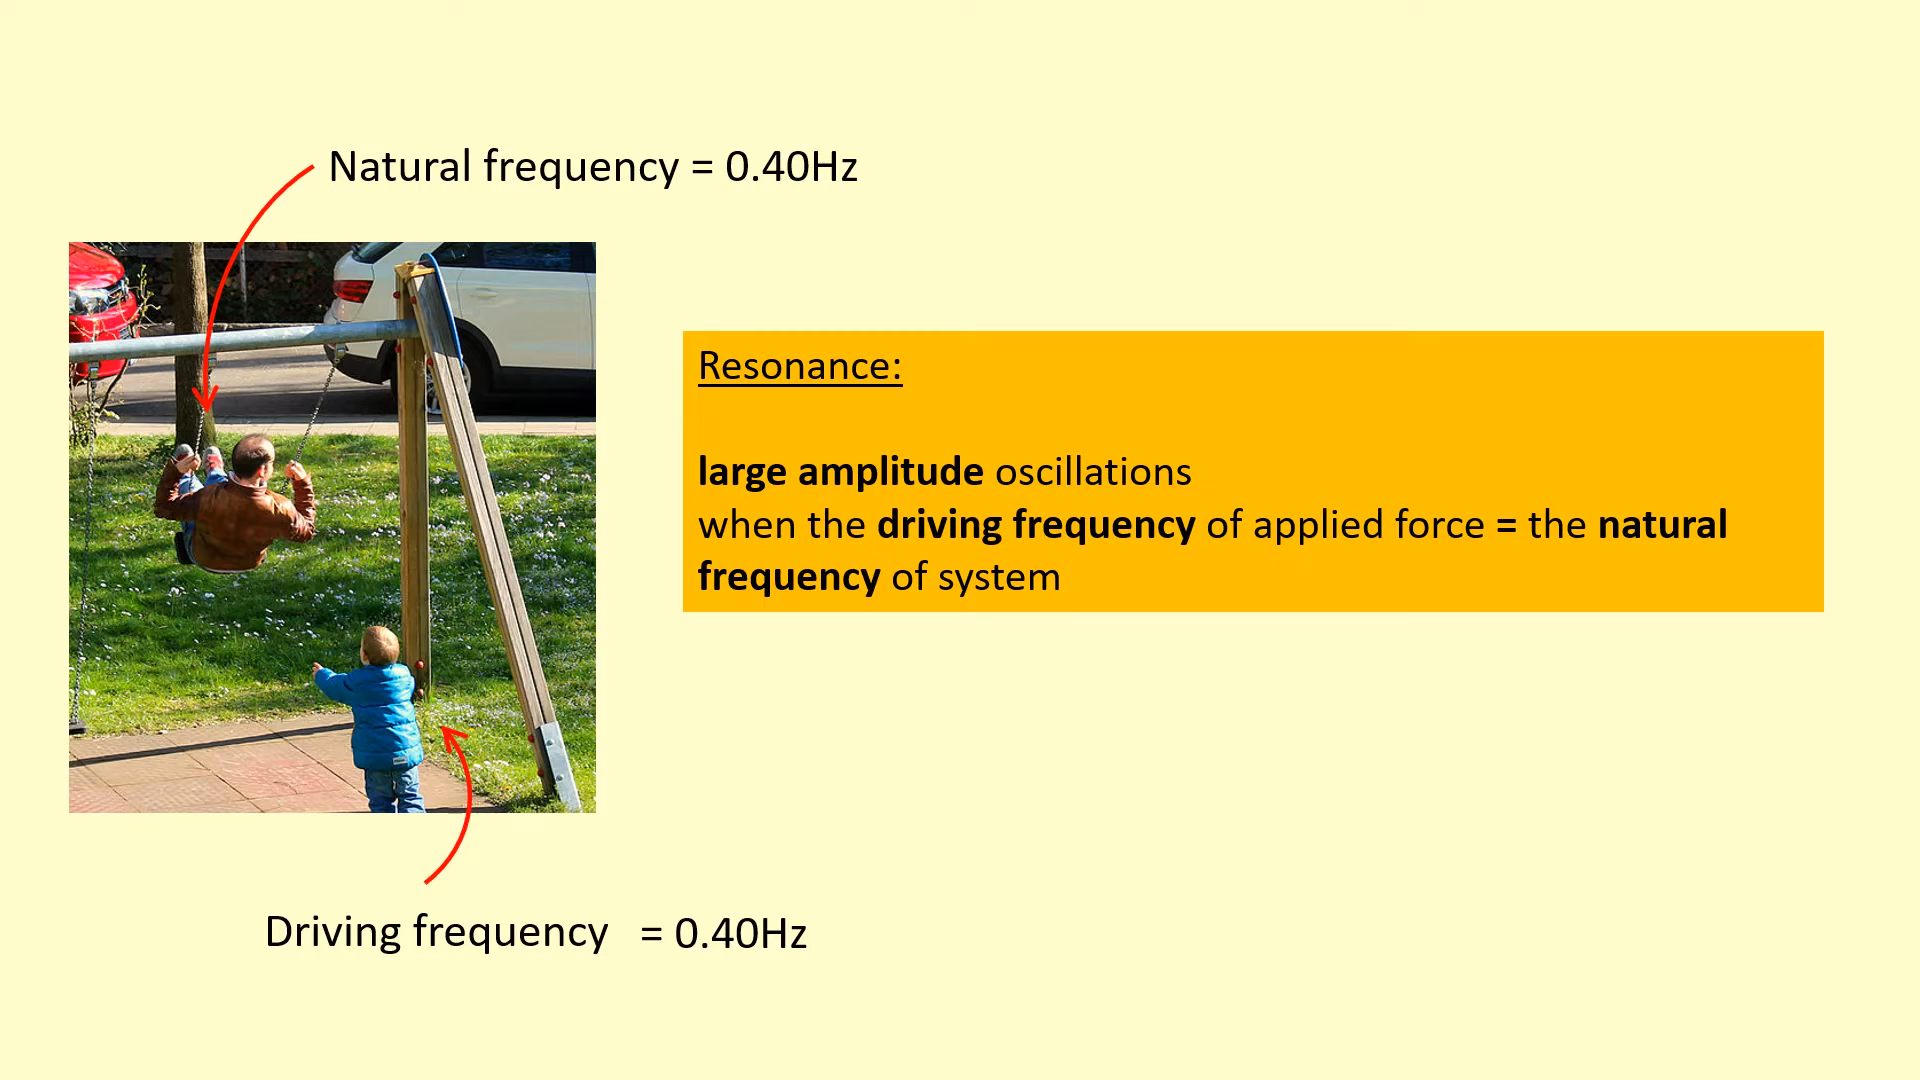 Natural frequency = 0.40Hz
Resonance:
large amplitude oscillations
when the driving frequency of applied force = the natural
frequency of system
Driving frequency = 0.40Hz